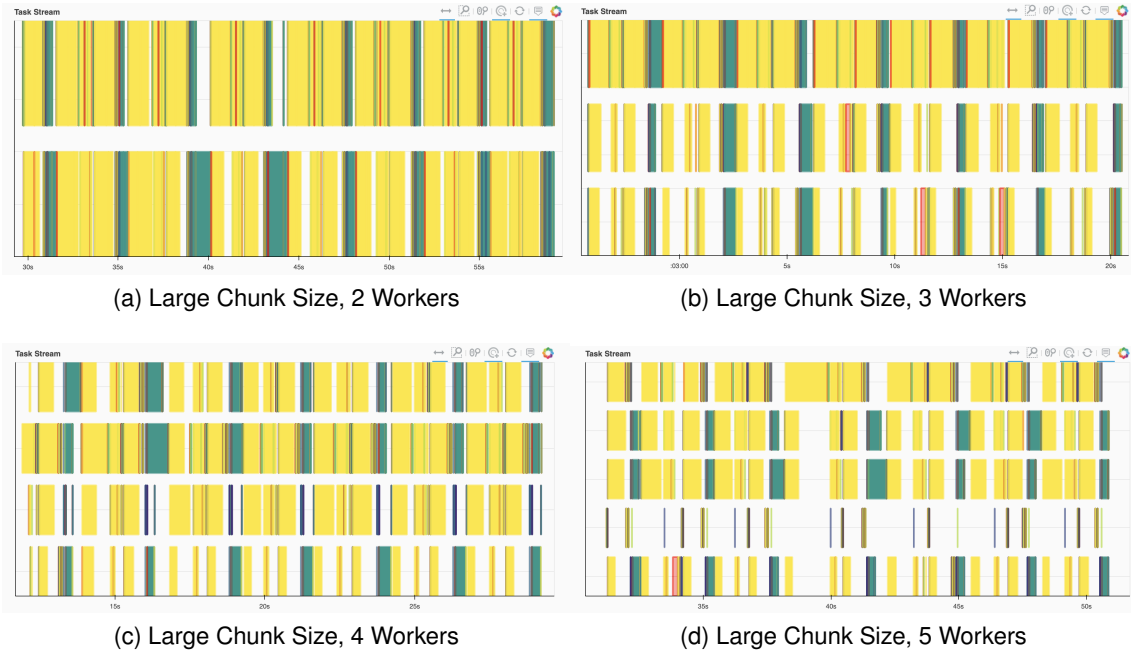 Task Stream
30s 35s 40s 45s 50s 55s
(a) Large Chunk Size, 2 Workers
Task Stream
:03:00 5s 10s 15s 20s
(b) Large Chunk Size, 3 Workers
Task Stream
15s 20s 25s
(c) Large Chunk Size, 4 Workers
Task Stream
35s 40s 45s 50s
(d) Large Chunk Size, 5 Workers